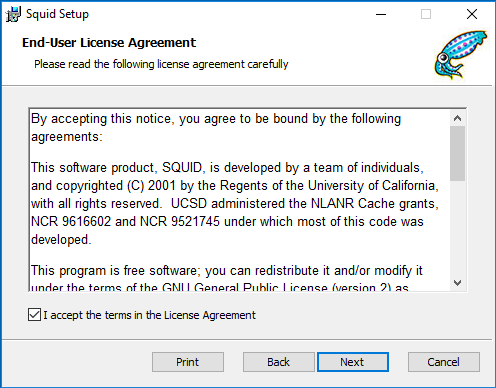 Squid Setup
End-User License Agreement
Please read the following license agreement carefully
By accepting this notice, you agree to be bound by the following
agreements:
This software product, SQUID, is developed by a team of individuals,
and copyrighted (C) 2001 by the Regents of the University of California,
with all rights reserved.  UCSD administered the NLANR Cache grants,
NCR 9616602 and NCR 9521745 under which most of this code was
developed.
This program is free software; you can redistribute it and/or modify it
under the terms of the GNU General Public License (version 2) as
I accept the terms in the License Agreement
Print
Back
Next
Cancel